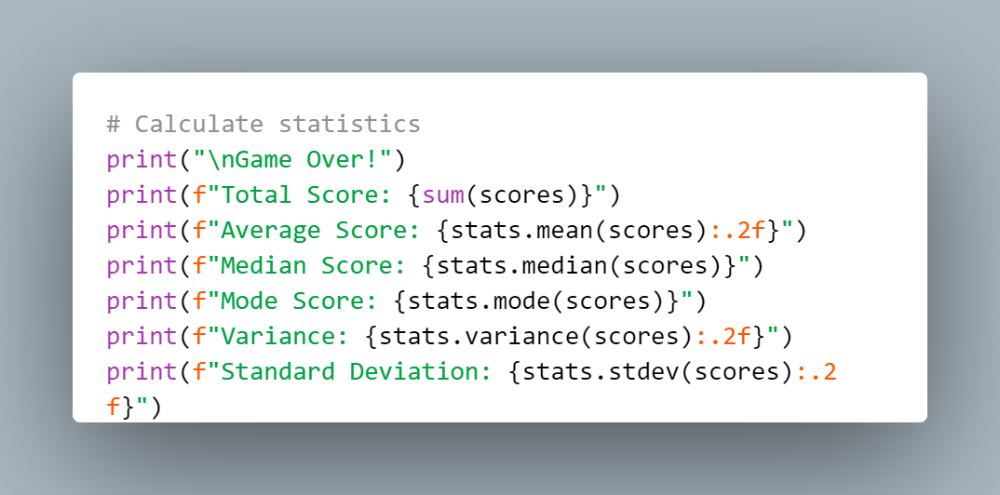 # Calculate statistics
print("\nGame Over!")
print(f"Total Score: {sum(scores)}")
print(f"Average Score: {stats.mean(scores):.2f}")
print(f"Median Score: {stats.median(scores)}")
print(f"Mode Score: {stats.mode(scores)}")
print(f"Variance: {stats.variance(scores):.2f}")
print(f"Standard Deviation: {stats.stdev(scores):.2
f}")